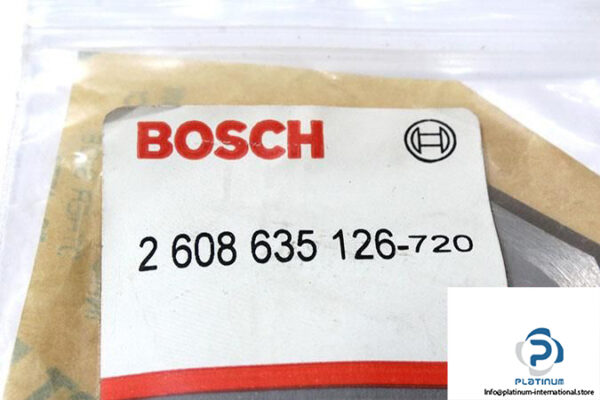 BOSCH
2 608 635 126-720
PLATINUM
Info@platinum-international.store